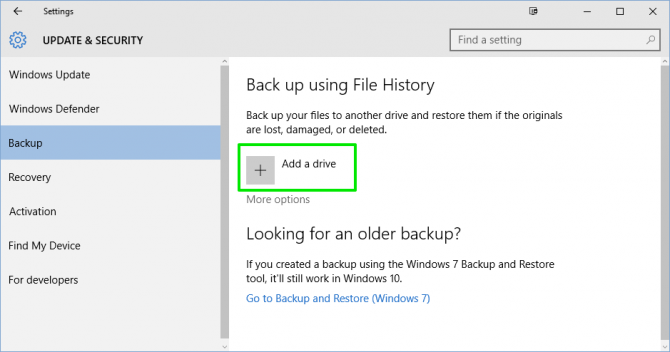 Settings
UPDATE & SECURITY
Find a setting
Windows Update
Windows Defender
Backup
Recovery
Activation
Find My Device
For developers
Back up using File History
Back up your files to another drive and restore them if the originals
are lost, damaged, or deleted.
Add a drive
More options
Looking for an older backup?
If you created a backup using the Windows 7 Backup and Restore
tool, it'll still work in Windows 10.
Go to Backup and Restore (Windows 7)